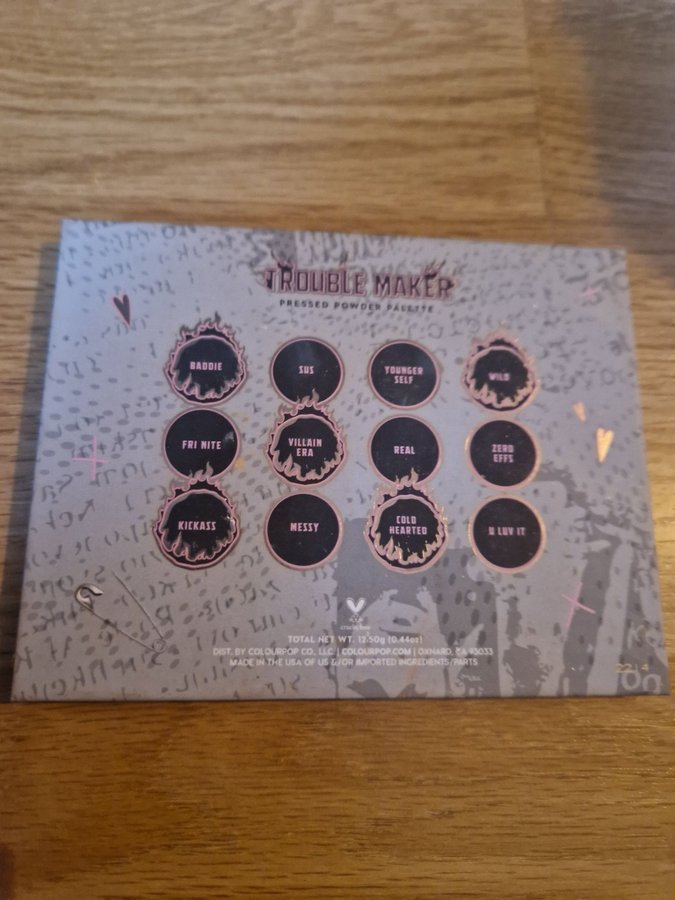 TROUBLE MAKER
PRESSED POWDER PALETTE
BADDIE
SUS
YOUNGER
SELF
WILD
FRI NITE
VILLAIN
ERA
REAL
ZERO
EFFS
KICKASS
MESSY
COLD
HEARTED
U LUV IT
TOTAL NET WT. 12.50g (0.44oz)
DIST. BY COLOURPOP CO, LLC. | COLOURPOP.COM | OXNARD, CA 93033
MADE IN THE USA OF US &/OR IMPORTED INGREDIENTS/PARTS